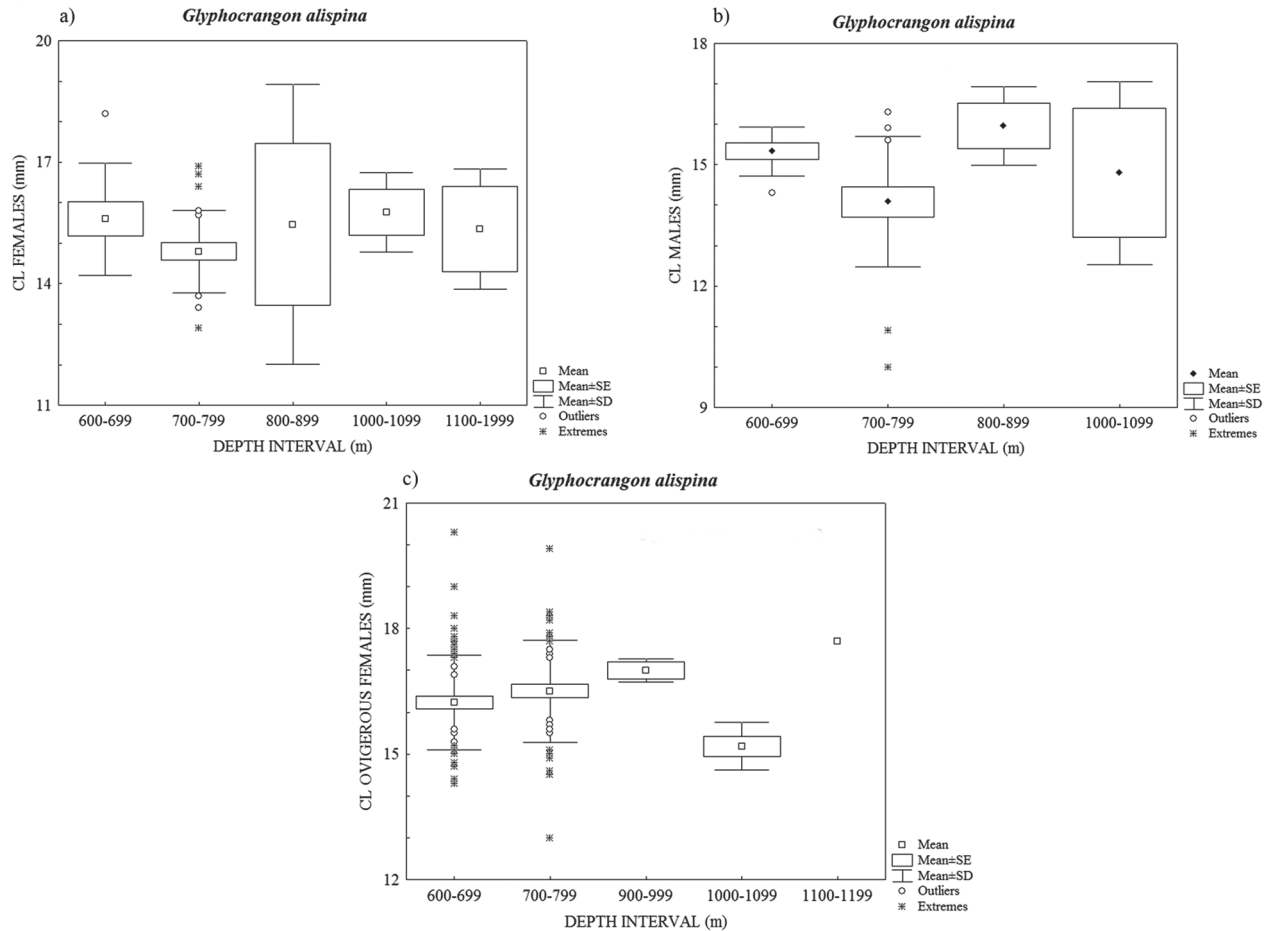 a)
Glyphocrangon alispina
20
17
14
11
CL FEMALES (mm)
600-699 700-799 800-899 1000-1099 1100-1999
DEPTH INTERVAL (m)
Mean
Mean±SE
Mean±SD
Outliers
Extremes
b)
Glyphocrangon alispina
18
15
12
9
CL MALES (mm)
600-699 700-799 800-899 1000-1099
DEPTH INTERVAL (m)
Mean
Mean±SE
Mean±SD
Outliers
Extremes
c)
Glyphocrangon alispina
21
18
15
12
CL OVIGEROUS FEMALES (mm)
600-699 700-799 900-999 1000-1099 1100-1199
DEPTH INTERVAL (m)
Mean
Mean±SE
Mean±SD
Outliers
Extremes